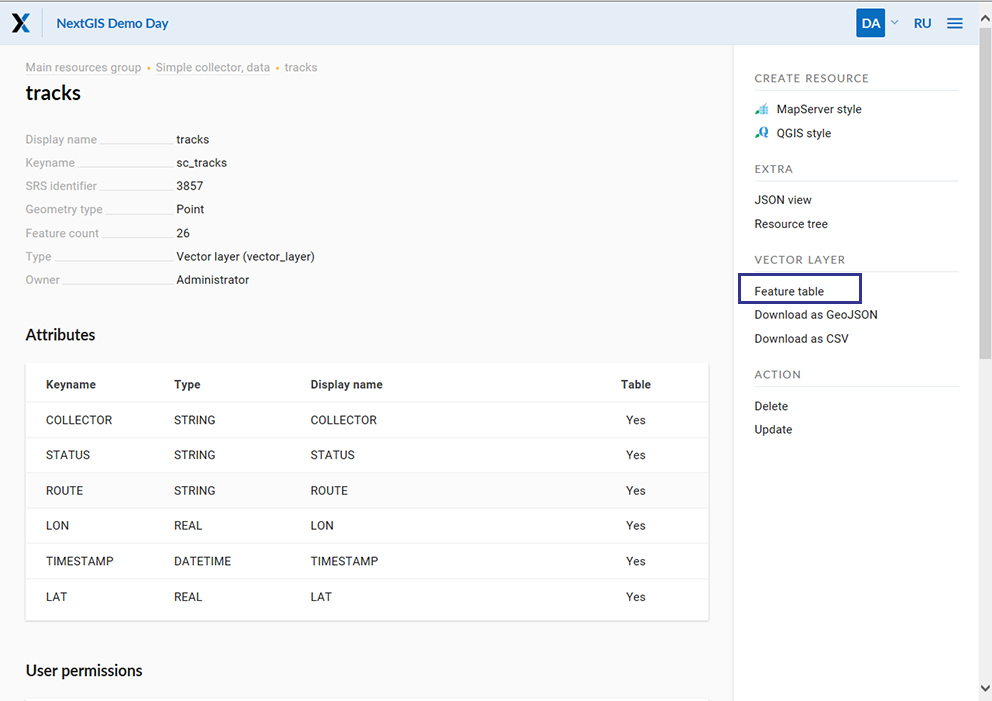 NextGIS Demo Day
DA
RU
Main resources group • Simple collector, data • tracks
tracks
Display name tracks
Keyname sc_tracks
SRS identifier 3857
Geometry type Point
Feature count 26
Type Vector layer (vector_layer)
Owner Administrator
Attributes
Keyname Type Display name Table
COLLECTOR STRING COLLECTOR Yes
STATUS STRING STATUS Yes
ROUTE STRING ROUTE Yes
LON REAL LON Yes
TIMESTAMP DATETIME TIMESTAMP Yes
LAT REAL LAT Yes
User permissions
CREATE RESOURCE
MapServer style
QGIS style
EXTRA
JSON view
Resource tree
VECTOR LAYER
Feature table
Download as GeoJSON
Download as CSV
ACTION
Delete
Update